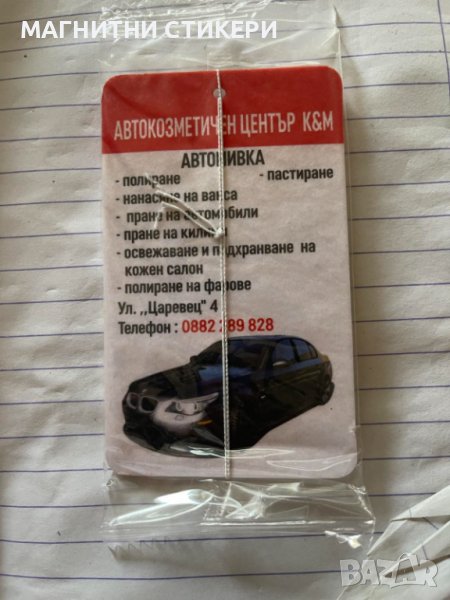 МАГНИТНИ СТИКЕРИ
АВТОКОЗМЕТИЧЕН ЦЕНТЪР K&M
АВТОМИВКА
- полиране - пастиране
- нанасяне на вакса
- пране на автомобили
- пране на килими
- освежаване и подхранване на
кожен салон
- полиране на фарове
Ул. ,,Царевец" 4
Телефон : 0882 289 828
BAZAR